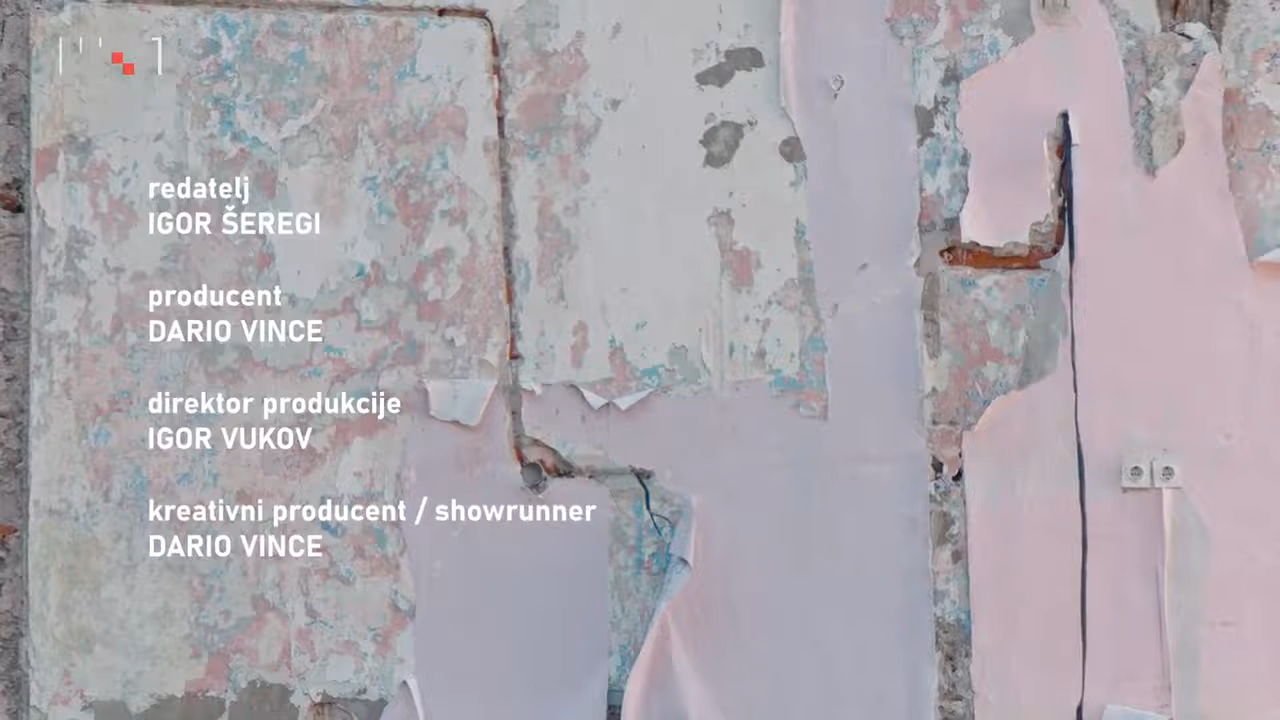 redatelj
IGOR ŠEREGI
producent
DARIO VINCE
direktor produkcije
IGOR VUKOV
kreativni producent / showrunner
DARIO VINCE